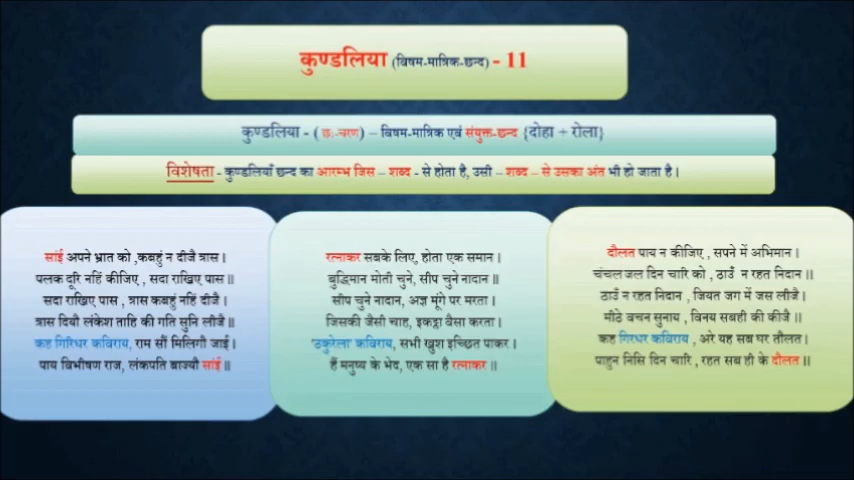 कुण्डलिया (विषम-मात्रिक-छन्द) - 11
कुण्डलिया - ( छः-चरण) – विषम-मात्रिक एवं संयुक्त-छन्द {दोहा + रोला}
विशेषता - कुण्डलियाँ छन्द का आरम्भ जिस – शब्द - से होता है, उसी – शब्द – से उसका अंत भी हो जाता है।
सांई अपने भ्रात को ,कबहुं न दीजै त्रास।
पलक दूरि नहिं कीजिए , सदा राखिए पास॥
सदा राखिए पास , त्रास कबहुं नहिं दीजै।
त्रास दियौ लंकेश ताहि की गति सुनि लीजै॥
कह गिरिधर कविराय, राम सौं मिलिगौ जाई।
पाय विभीषण राज, लंकपति बाज्यौ सांई॥
रत्नाकर सबके लिए, होता एक समान।
बुद्धिमान मोती चुने, सीप चुने नादान॥
सीप चुने नादान, अज्ञ मूंगे पर मरता।
जिसकी जैसी चाह, इकट्ठा वैसा करता।
'ठकुरेला' कविराय, सभी खुश इच्छित पाकर।
हैं मनुष्य के भेद, एक सा है रत्नाकर॥
दौलत पाय न कीजिए , सपने में अभिमान।
चंचल जल दिन चारि को , ठाउँ न रहत निदान॥
ठाउँ न रहत निदान , जियत जग में जस लीजै।
मीठे वचन सुनाय , विनय सबही की कीजै॥
कह गिरधर कविराय , अरे यह सब घर तौलत।
पाहुन निसि दिन चारि , रहत सब ही के दौलत॥